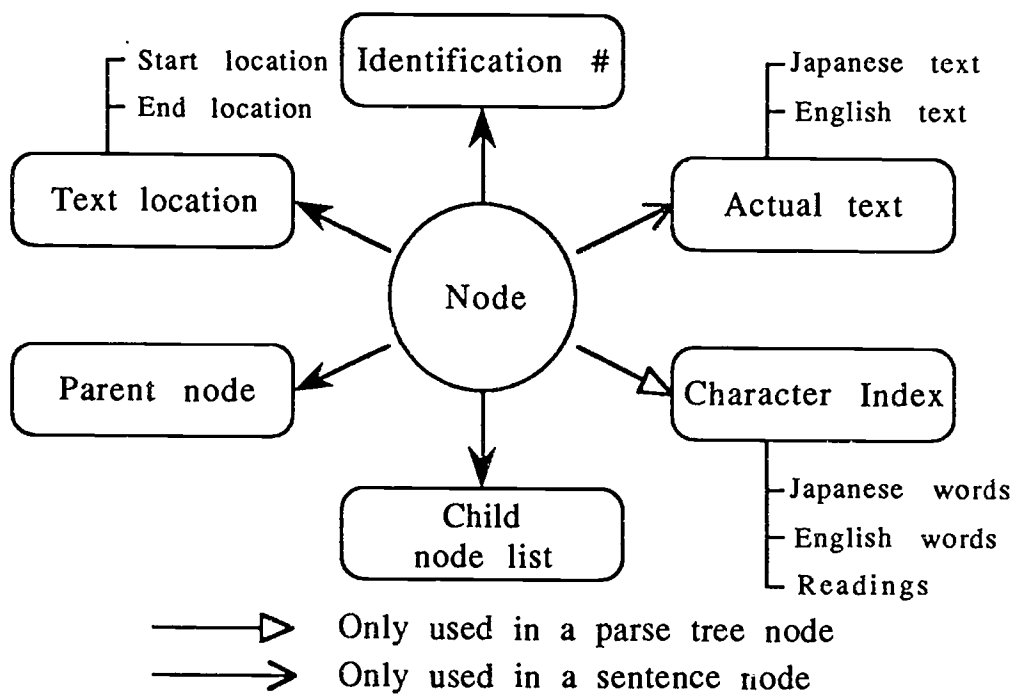 Start location
End location
Identification #
Japanese text
English text
Text location
Actual text
Node
Parent node
Character Index
Child
node list
Japanese words
English words
Readings
Only used in a parse tree node
Only used in a sentence node